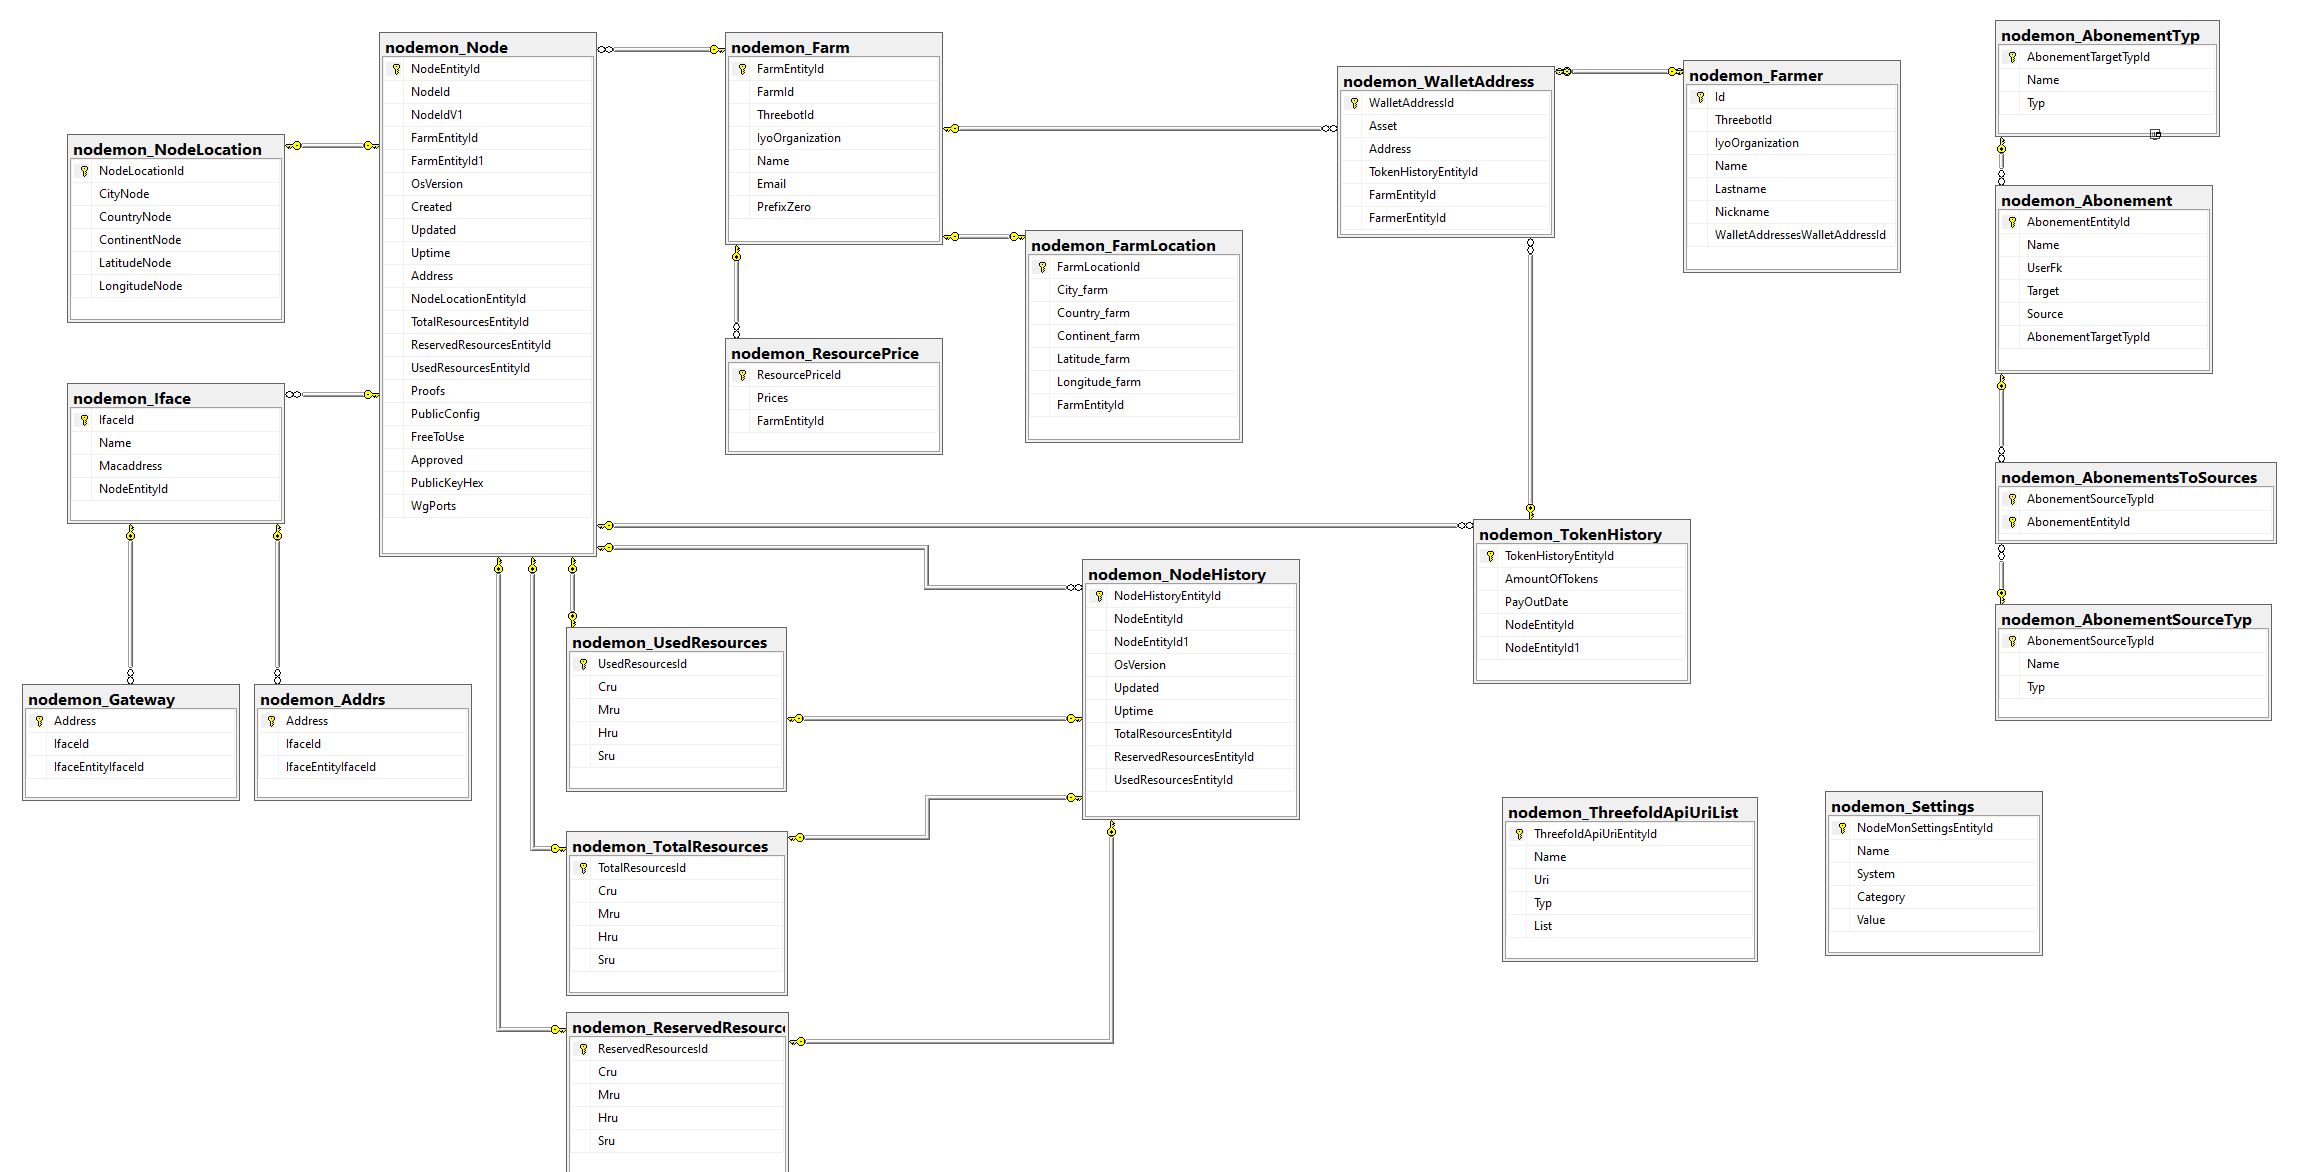 nodemon_Node
NodeEntityId
NodeId
NodeIdV1
FarmEntityId
FarmEntityId1
OsVersion
Created
Updated
Uptime
Address
NodeLocationEntityId
TotalResourcesEntityId
ReservedResourcesEntityId
UsedResourcesEntityId
Proofs
PublicConfig
FreeToUse
Approved
PublicKeyHex
WgPorts
nodemon_Farm
FarmEntityId
FarmId
ThreebotId
IyoOrganization
Name
Email
PrefixZero
nodemon_WalletAddress
WalletAddressId
Asset
Address
TokenHistoryEntityId
FarmEntityId
FarmerEntityId
nodemon_Farmer
Id
ThreebotId
IyoOrganization
Name
Lastname
Nickname
WalletAddressesWalletAddressId
nodemon_AbonementTyp
AbonementTargetTypId
Name
Typ
nodemon_NodeLocation
NodeLocationId
CityNode
CountryNode
ContinentNode
LatitudeNode
LongitudeNode
nodemon_FarmLocation
FarmLocationId
City_farm
Country_farm
Continent_farm
Latitude_farm
Longitude_farm
FarmEntityId
nodemon_Abonement
AbonementEntityId
Name
UserFk
Target
Source
AbonementTargetTypId
nodemon_ResourcePrice
ResourcePriceId
Prices
FarmEntityId
nodemon_Iface
IfaceId
Name
Macaddress
NodeEntityId
nodemon_AbonementsToSources
AbonementSourceTypId
AbonementEntityId
nodemon_TokenHistory
TokenHistoryEntityId
AmountOfTokens
PayOutDate
NodeEntityId
NodeEntityId1
nodemon_NodeHistory
NodeHistoryEntityId
NodeEntityId
NodeEntityId1
OsVersion
Updated
Uptime
TotalResourcesEntityId
ReservedResourcesEntityId
UsedResourcesEntityId
nodemon_AbonementSourceTyp
AbonementSourceTypId
Name
Typ
nodemon_UsedResources
UsedResourcesId
Cru
Mru
Hru
Sru
nodemon_Gateway
Address
IfaceId
IfaceEntityIfaceId
nodemon_Addrs
Address
IfaceId
IfaceEntityIfaceId
nodemon_ThreefoldApiUriList
ThreefoldApiUriEntityId
Name
Uri
Typ
List
nodemon_Settings
NodeMonSettingsEntityId
Name
System
Category
Value
nodemon_TotalResources
TotalResourcesId
Cru
Mru
Hru
Sru
nodemon_ReservedResourc
ReservedResourcesId
Cru
Mru
Hru
Sru